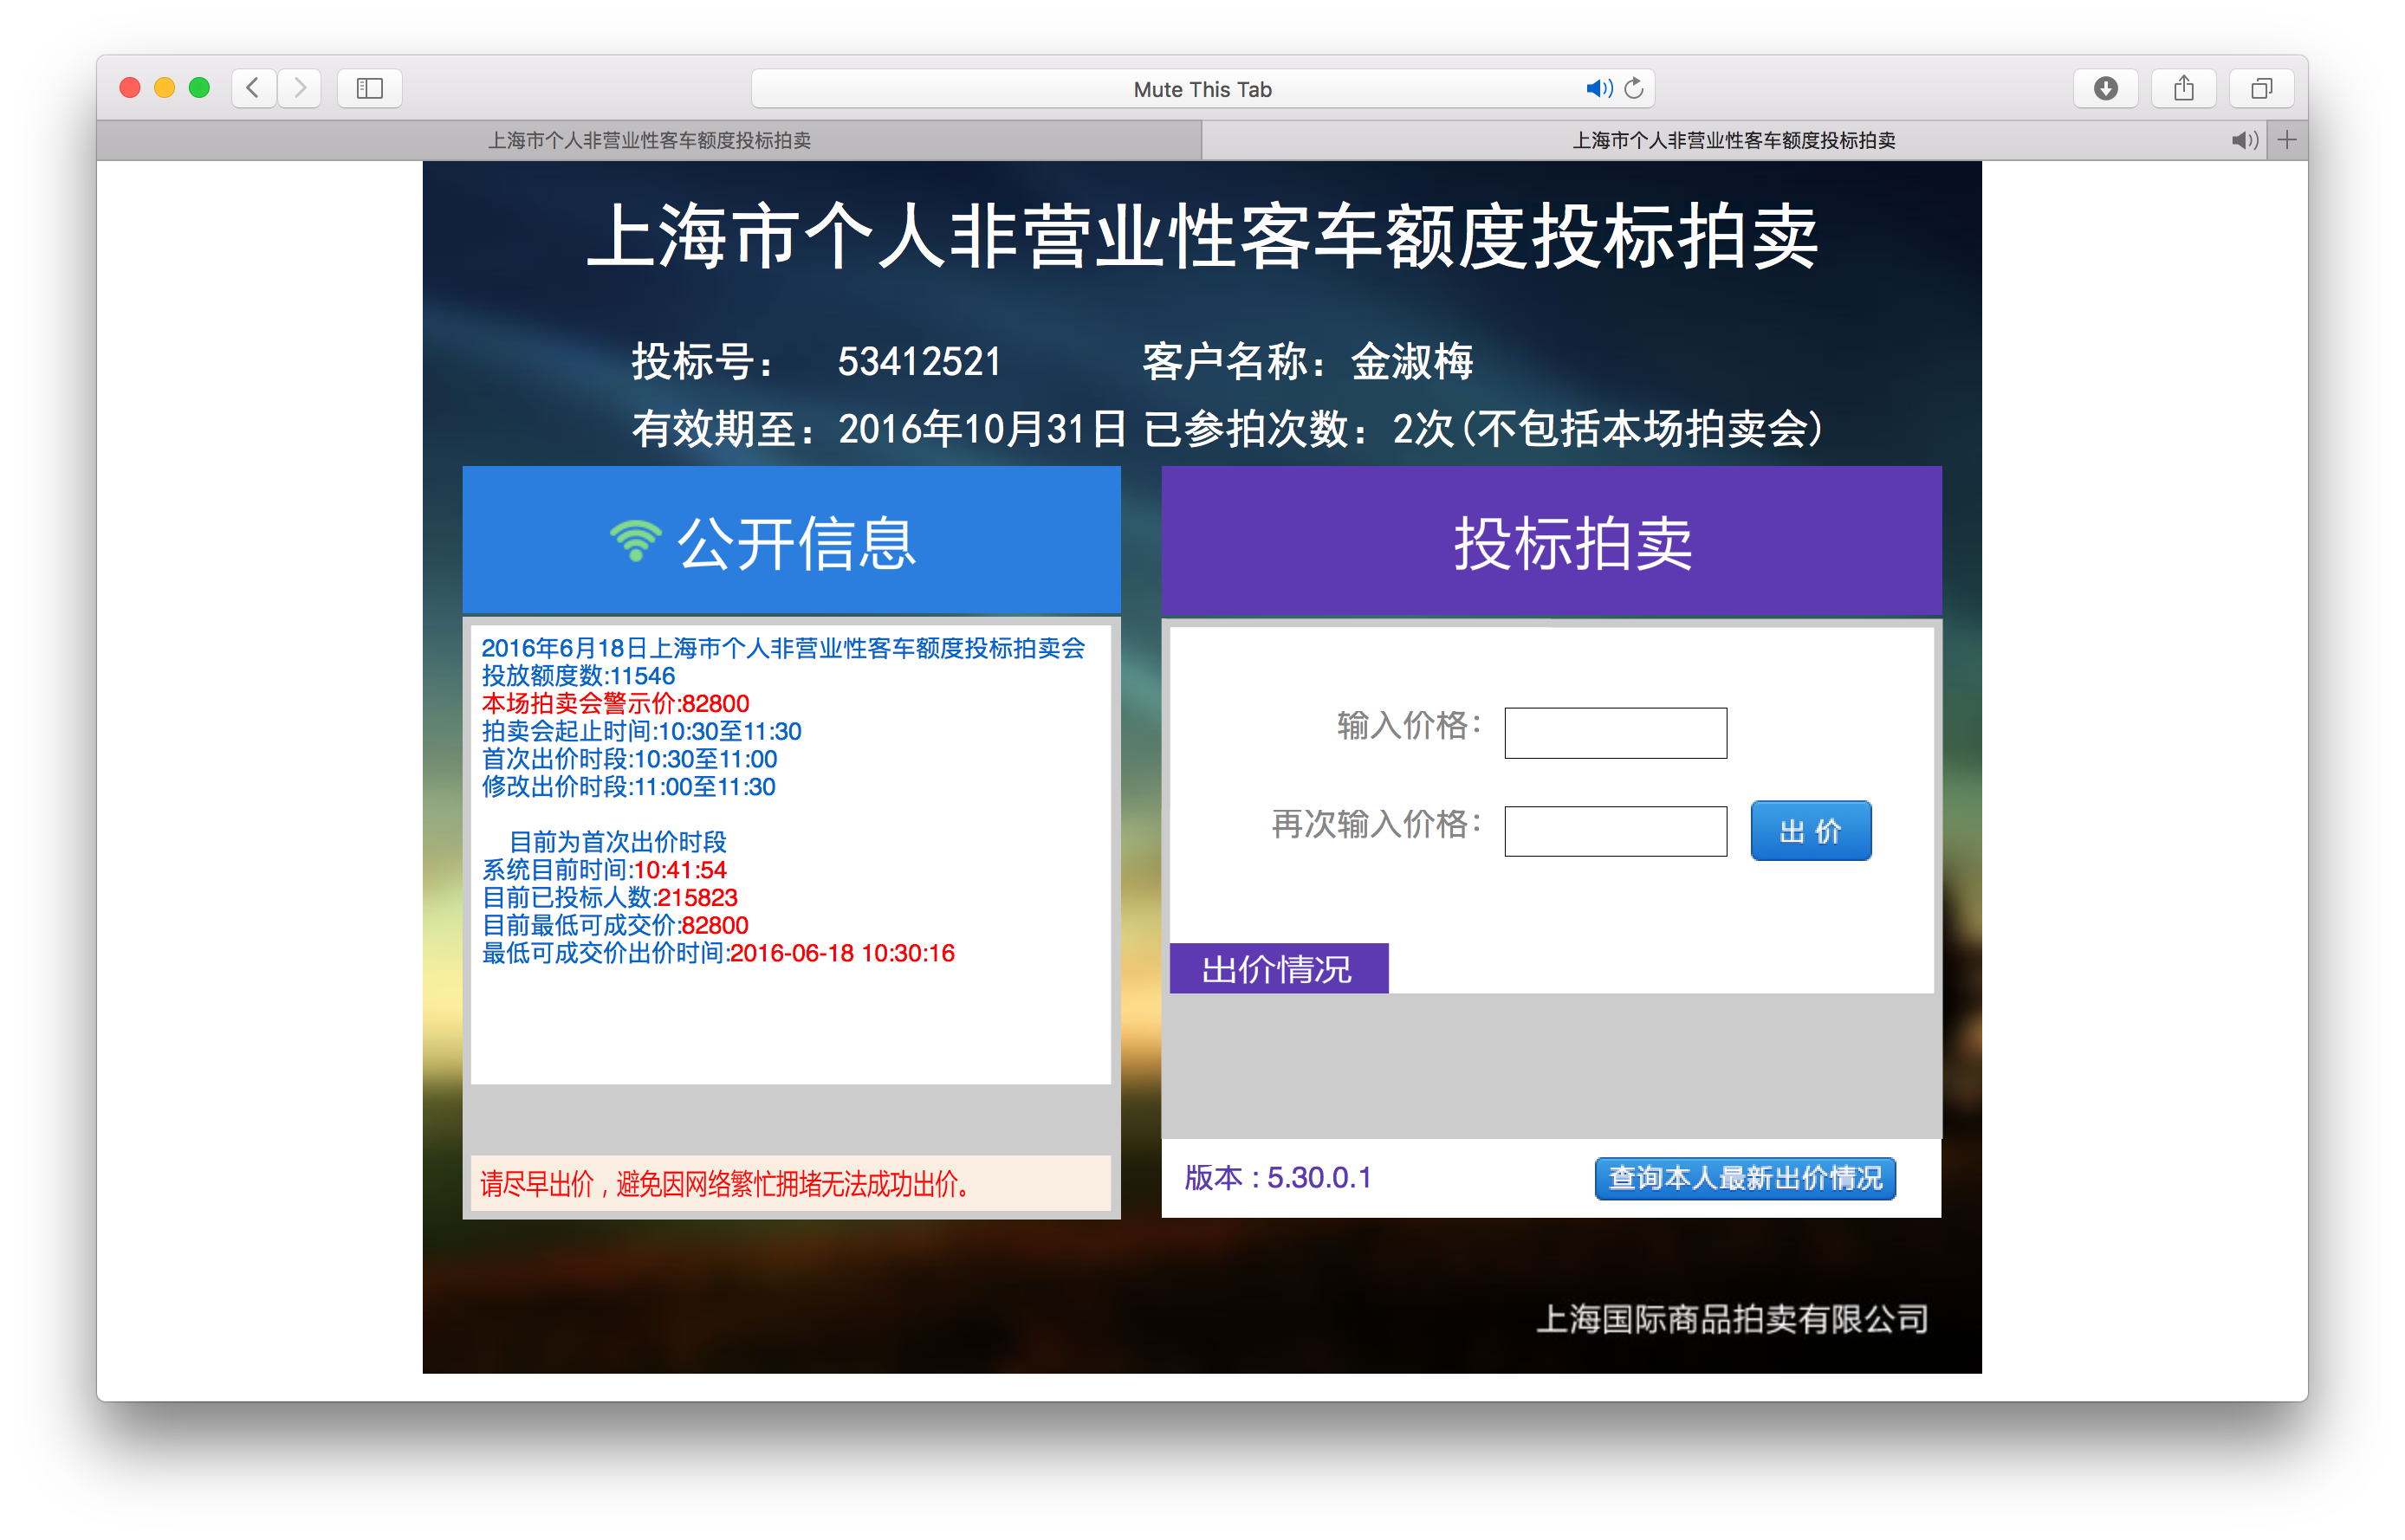 Mute This Tab
上海市个人非营业性客车额度投标拍卖
上海市个人非营业性客车额度投标拍卖
上海市个人非营业性客车额度投标拍卖
投标号： 53412521 客户名称：金淑梅
有效期至：2016年10月31日 已参拍次数：2次(不包括本场拍卖会)
公开信息
2016年6月18日上海市个人非营业性客车额度投标拍卖会
投放额度数:11546
本场拍卖会警示价:82800
拍卖会起止时间:10:30至11:30
首次出价时段:10:30至11:00
修改出价时段:11:00至11:30
目前为首次出价时段
系统目前时间:10:41:54
目前已投标人数:215823
目前最低可成交价:82800
最低可成交价出价时间:2016-06-18 10:30:16
请尽早出价，避免因网络繁忙拥堵无法成功出价。
投标拍卖
输入价格：
再次输入价格：
出 价
出价情况
版本 : 5.30.0.1
查询本人最新出价情况
上海国际商品拍卖有限公司